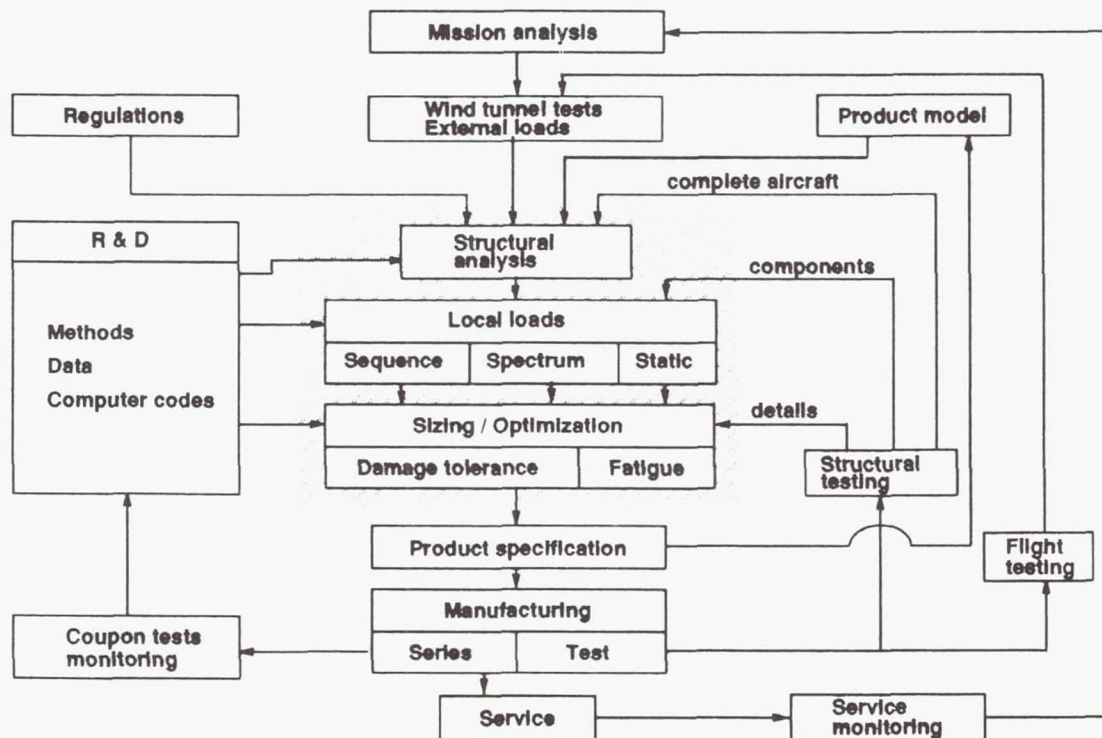 Mission analysis
Wind tunnel tests
External loads
Regulations
Product model
complete aircraft
R & D
Structural
analysis
components
Methods
Data
Computer codes
Local loads
Sequence
Spectrum
Static
details
Sizing / Optimization
Damage tolerance
Fatigue
Structural
testing
Product specification
Flight
testing
Manufacturing
Series
Test
Coupon tests
monitoring
Service
Service
monitoring